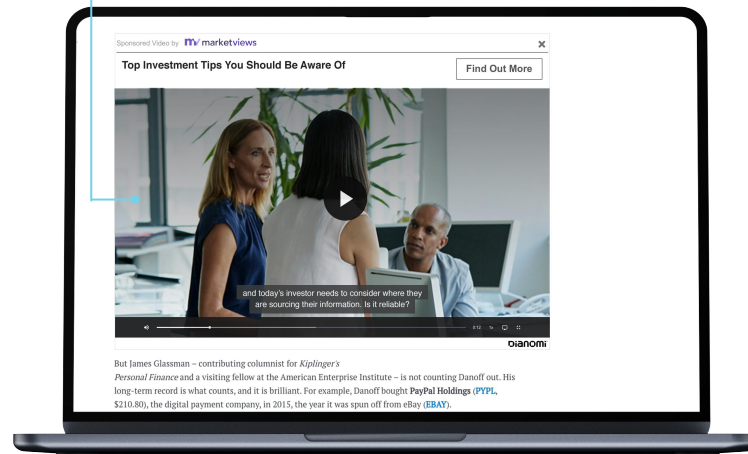 Sponsored Video by mv marketviews
Top Investment Tips You Should Be Aware Of
Find Out More
and today's investor needs to consider where they
are sourcing their information. Is it reliable?
0:12 1x
bianomi
But James Glassman – contributing columnist for Kiplinger's
Personal Finance and a visiting fellow at the American Enterprise Institute – is not counting Danoff out. His
long-term record is what counts, and it is brilliant. For example, Danoff bought PayPal Holdings (PYPL,
$210.80), the digital payment company, in 2015, the year it was spun off from eBay (EBAY).